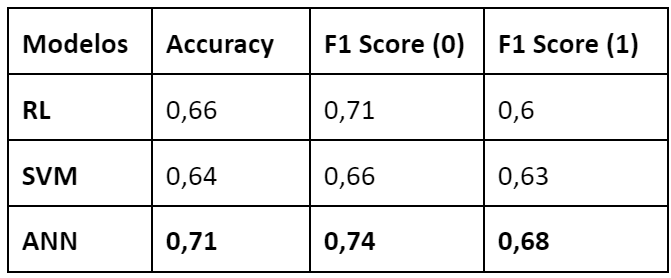 Modelos Accuracy F1 Score (0) F1 Score (1)
RL 0,66 0,71 0,6
SVM 0,64 0,66 0,63
ANN 0,71 0,74 0,68